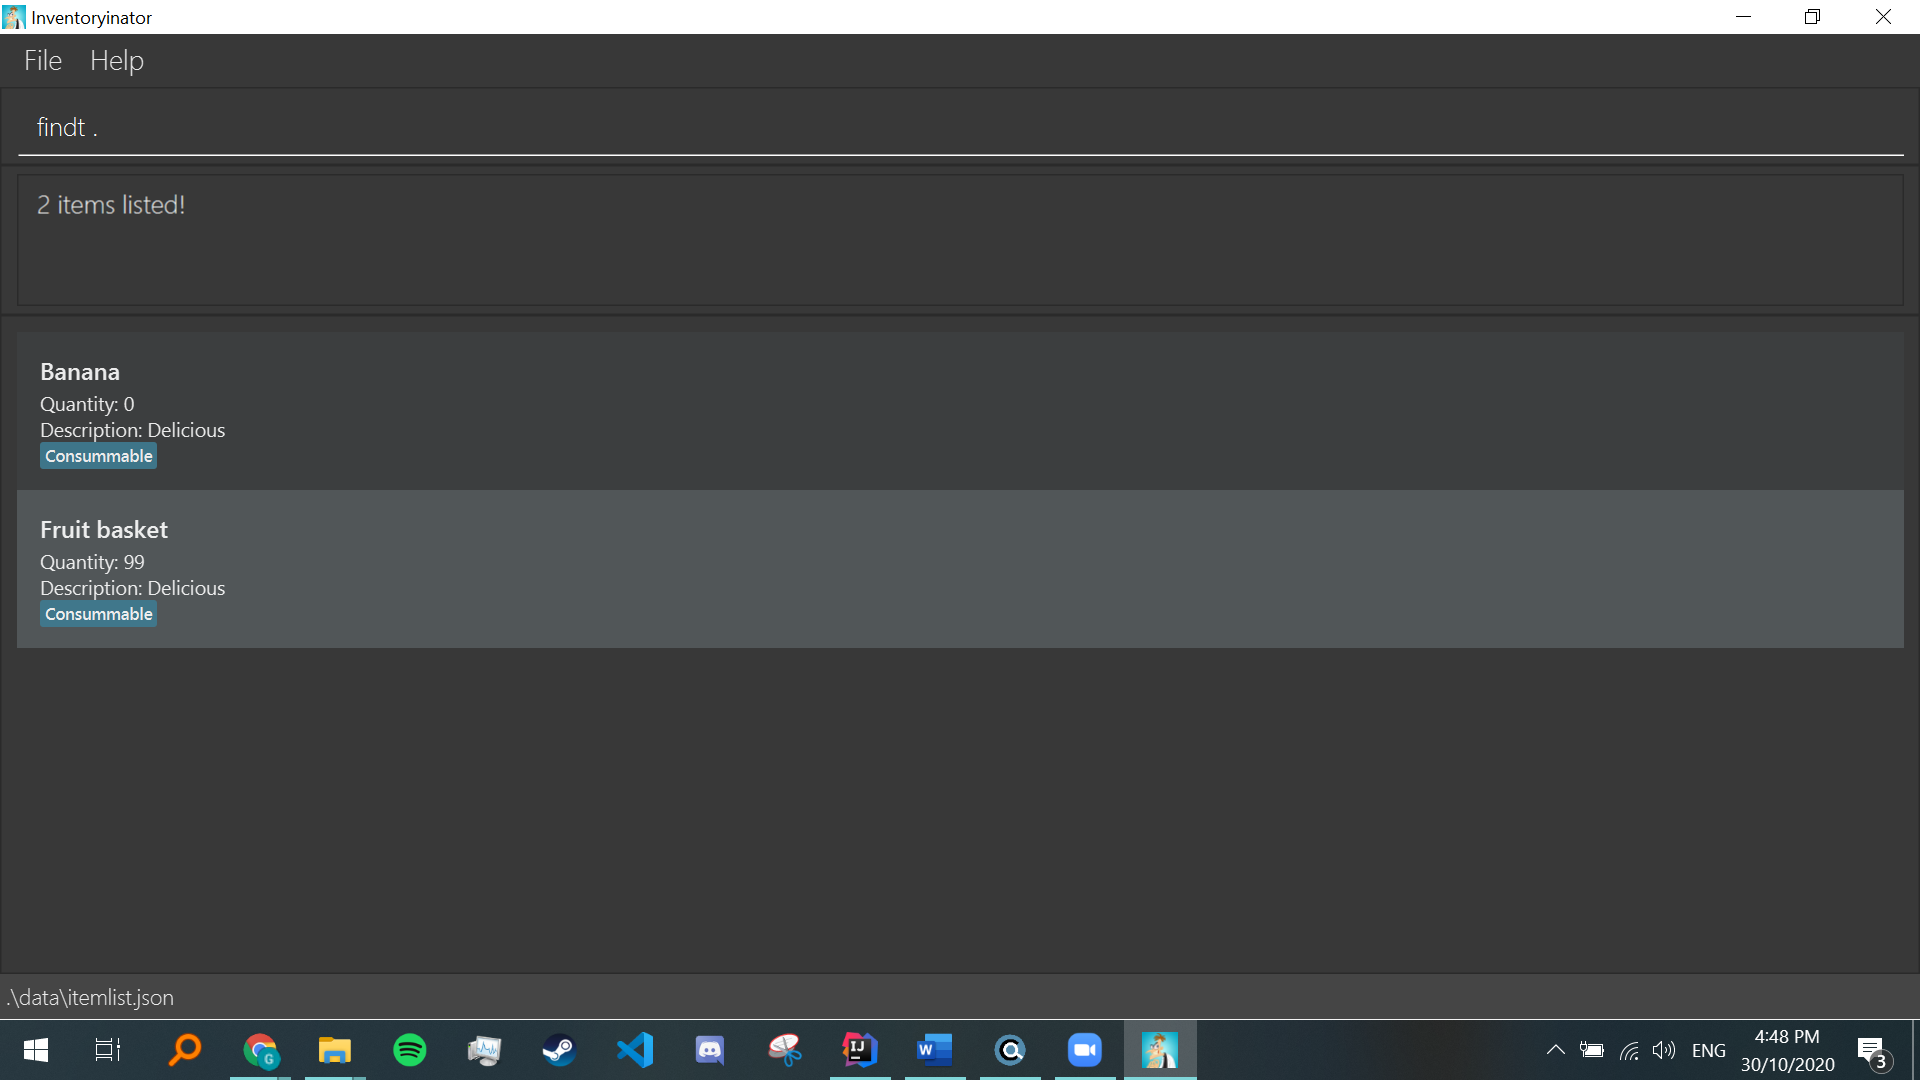 Inventoryinator
File Help
findt .
2 items listed!
Banana
Quantity: 0
Description: Delicious
Consummable
Fruit basket
Quantity: 99
Description: Delicious
Consummable
.\data\itemlist.json
G
IJ
W
ENG
4:48 PM
30/10/2020
3